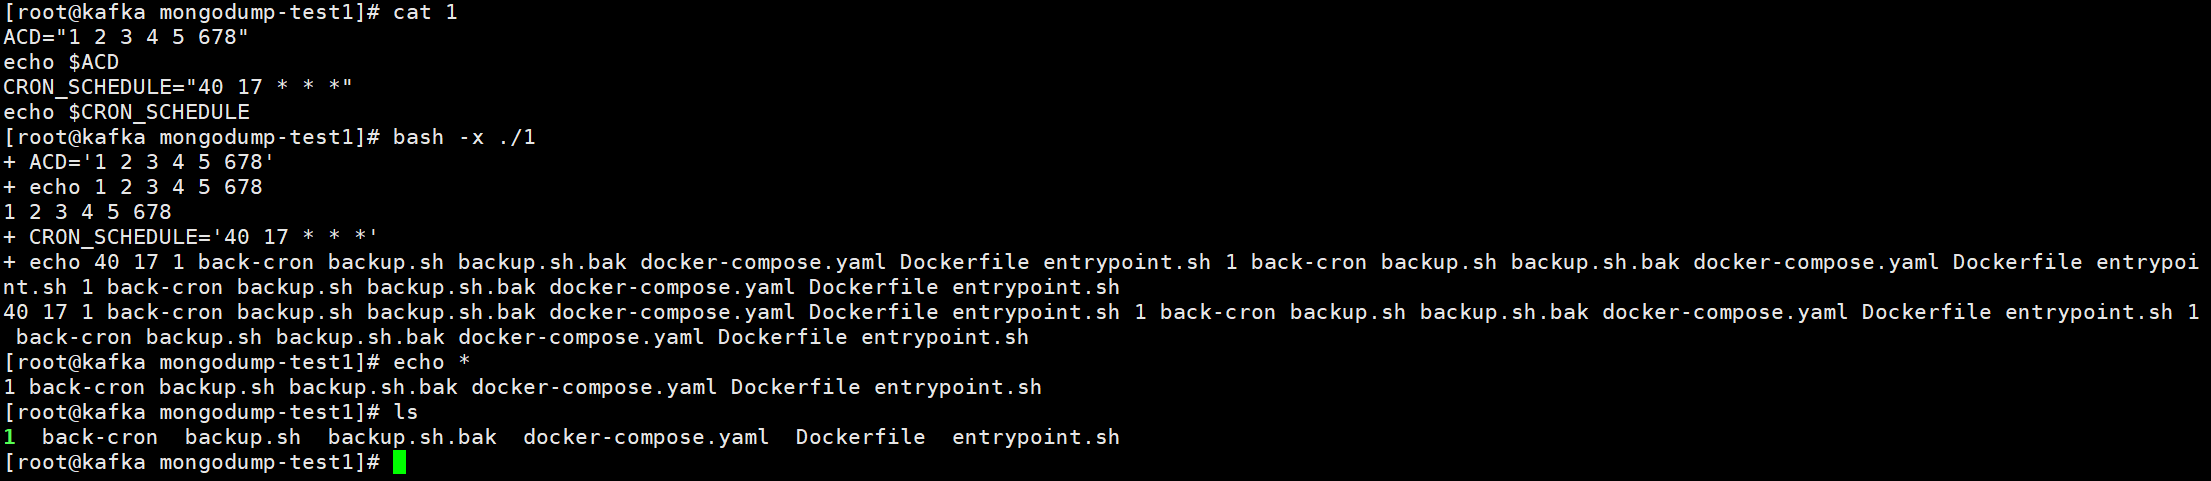 [root@kafka mongodump-test1]# cat 1
ACD="1 2 3 4 5 678"
echo $ACD
CRON_SCHEDULE="40 17 * * *"
echo $CRON_SCHEDULE
[root@kafka mongodump-test1]# bash -x ./1
+ ACD='1 2 3 4 5 678'
+ echo 1 2 3 4 5 678
1 2 3 4 5 678
+ CRON_SCHEDULE='40 17 * * *'
+ echo 40 17 1 back-cron backup.sh backup.sh.bak docker-compose.yaml Dockerfile entrypoint.sh 1 back-cron backup.sh backup.sh.bak docker-compose.yaml Dockerfile entrypoi
nt.sh 1 back-cron backup.sh backup.sh.bak docker-compose.yaml Dockerfile entrypoint.sh
40 17 1 back-cron backup.sh backup.sh.bak docker-compose.yaml Dockerfile entrypoint.sh 1 back-cron backup.sh backup.sh.bak docker-compose.yaml Dockerfile entrypoint.sh 1
 back-cron backup.sh backup.sh.bak docker-compose.yaml Dockerfile entrypoint.sh
[root@kafka mongodump-test1]# echo *
1 back-cron backup.sh backup.sh.bak docker-compose.yaml Dockerfile entrypoint.sh
[root@kafka mongodump-test1]# ls
1  back-cron  backup.sh  backup.sh.bak  docker-compose.yaml  Dockerfile  entrypoint.sh
[root@kafka mongodump-test1]#